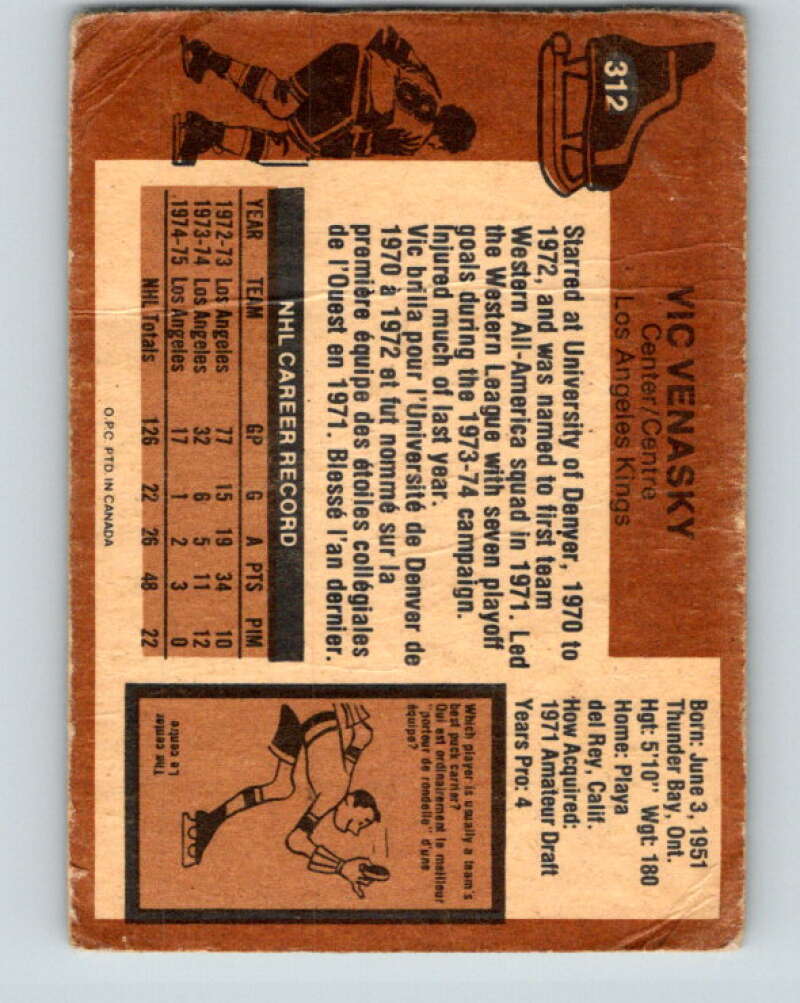 312
VIC VENASKY
Center/Centre
Los Angeles Kings
Starred at University of Denver, 1970 to
1972, and was named to first team
Western All-America squad in 1971. Led
the Western League with seven playoff
goals during the 1973-74 campaign.
Injured much of last year.
Vic brilla pour l'Université de Denver de
1970 à 1972 et fut nommé sur la
première équipe des étoiles collégiales
de l'Ouest en 1971. Blessé l'an dernier.
Born: June 3, 1951
Thunder Bay, Ont.
Hgt: 5'10" Wgt: 180
Home: Playa
del Rey, Calif.
How Acquired:
1971 Amateur Draft
Years Pro: 4
NHL CAREER RECORD
YEAR TEAM GP G A PTS PIM
1972-73 Los Angeles 77 15 19 34 10
1973-74 Los Angeles 32 6 5 11 12
1974-75 Los Angeles 17 1 2 3 0
NHL Totals 126 22 26 48 22
Which player is usually a team's
best puck carrier?
Qui est ordinairement le meilleur
"porteur de rondelle" d'une
équipe?
Le centre
The center
O.P.C. PTD. IN CANADA